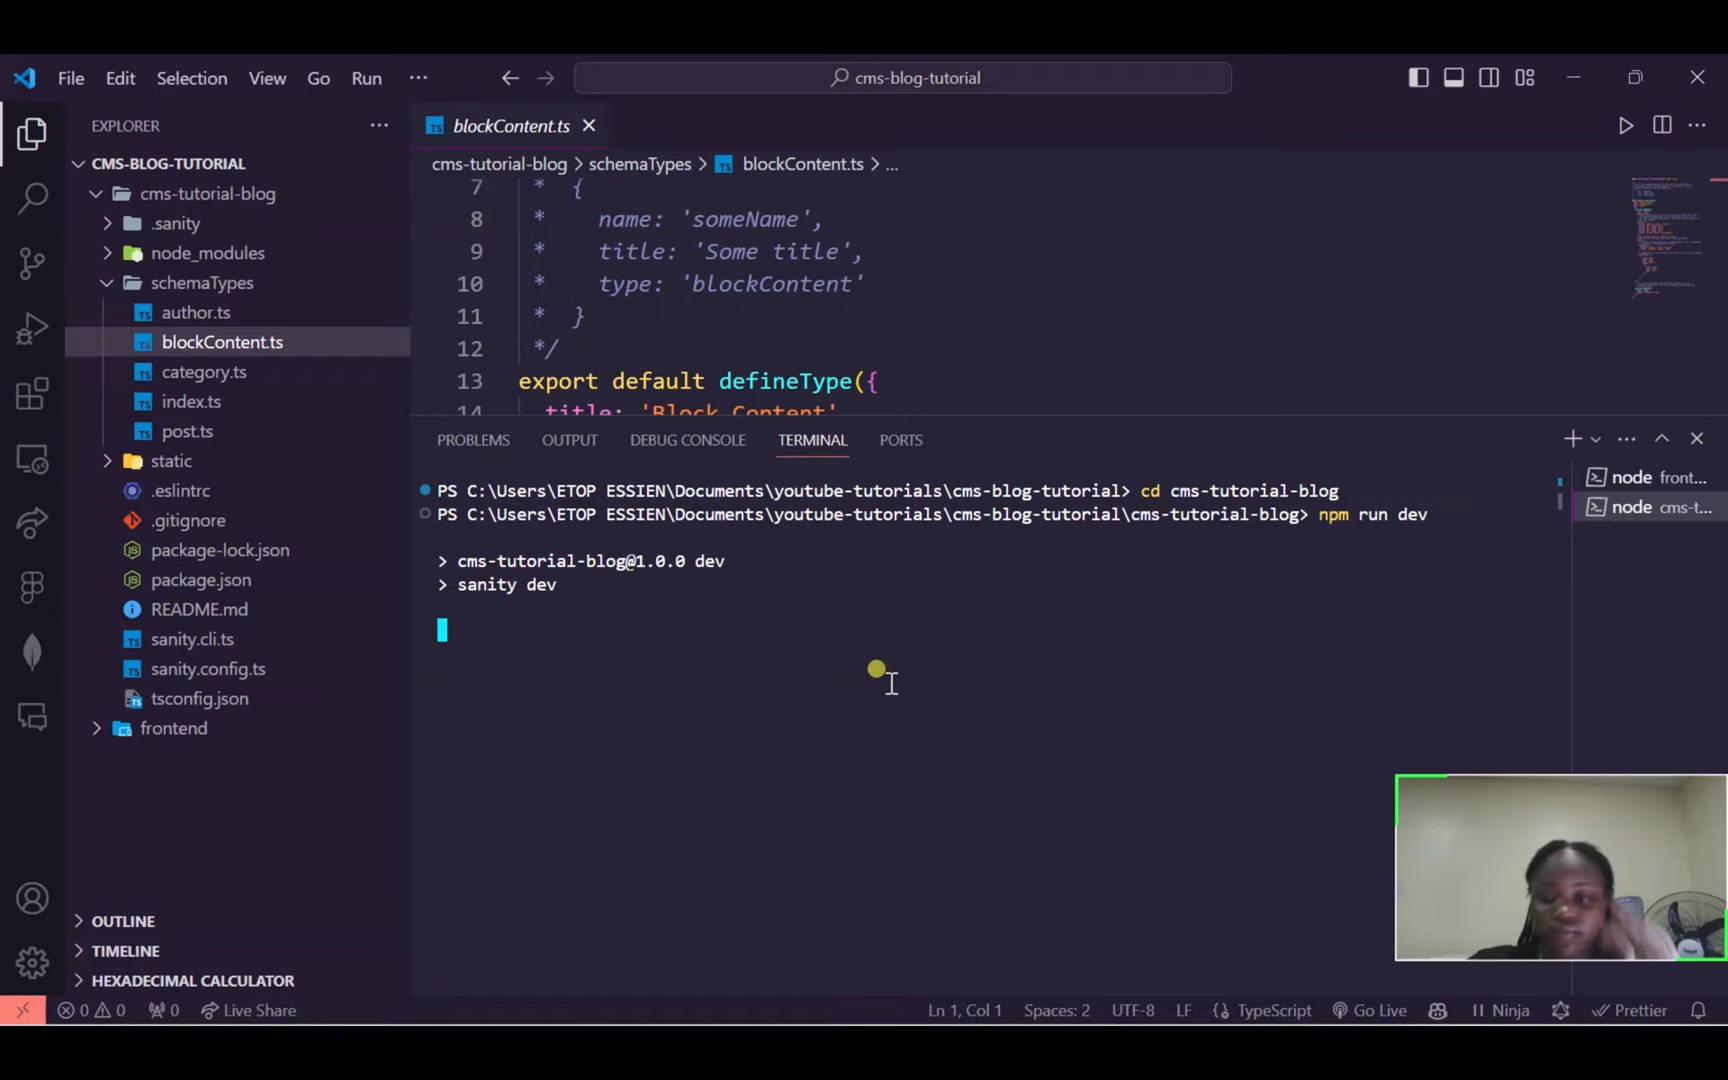 File Edit Selection View Go Run ···
cms-blog-tutorial
EXPLORER
CMS-BLOG-TUTORIAL
cms-tutorial-blog
.sanity
node_modules
schemaTypes
author.ts
blockContent.ts
category.ts
index.ts
post.ts
static
.eslintrc
.gitignore
package-lock.json
package.json
README.md
sanity.cli.ts
sanity.config.ts
tsconfig.json
frontend
OUTLINE
TIMELINE
HEXADECIMAL CALCULATOR
TS blockContent.ts
cms-tutorial-blog > schemaTypes > TS blockContent.ts > ...
7 * {
8 * name: 'someName',
9 * title: 'Some title',
10 * type: 'blockContent'
11 * }
12 */
13 export default defineType({
14 title: 'Block Content'
PROBLEMS OUTPUT DEBUG CONSOLE TERMINAL PORTS
PS C:\Users\ETOP ESSIEN\Documents\youtube-tutorials\cms-blog-tutorial> cd cms-tutorial-blog
PS C:\Users\ETOP ESSIEN\Documents\youtube-tutorials\cms-blog-tutorial\cms-tutorial-blog> npm run dev
> cms-tutorial-blog@1.0.0 dev
> sanity dev
node front...
node cms-t...
0 0 0 Live Share
Ln 1, Col 1 Spaces: 2 UTF-8 LF {} TypeScript Go Live Ninja Prettier